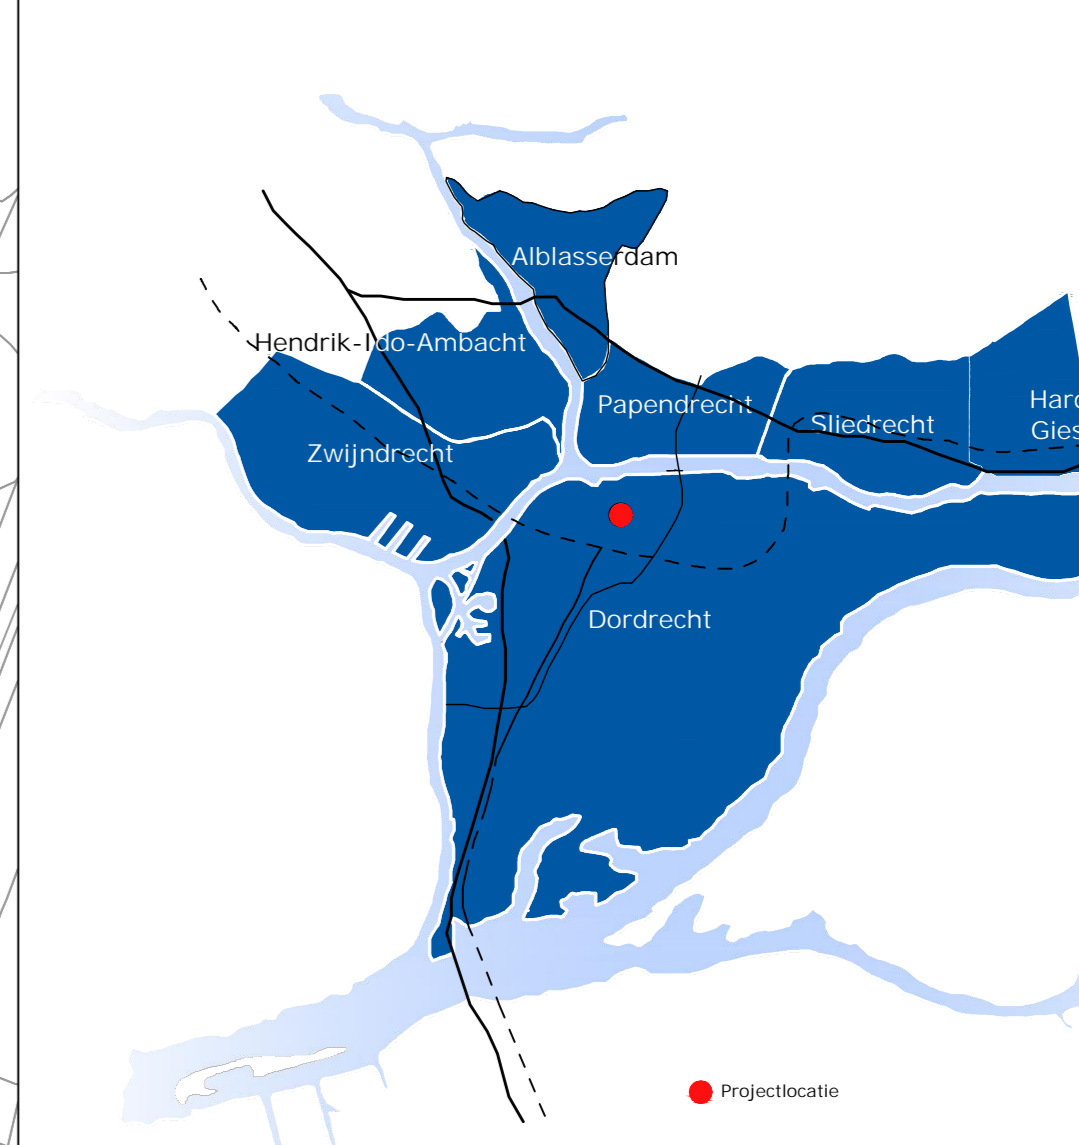 Alblasserdam
Hendrik-Ido-Ambacht
Papendrecht
Sliedrecht
Zwijndrecht
Dordrecht
Projectlocatie